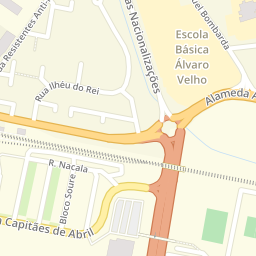 a Resistentes Anti-
as Nacionalizações
uel Bombarda
Escola
Básica
Álvaro
Velho
Rua Ilhéu do Rei
Alameda A
R. Nacala
Bloco Soure
a Capitães de Abril